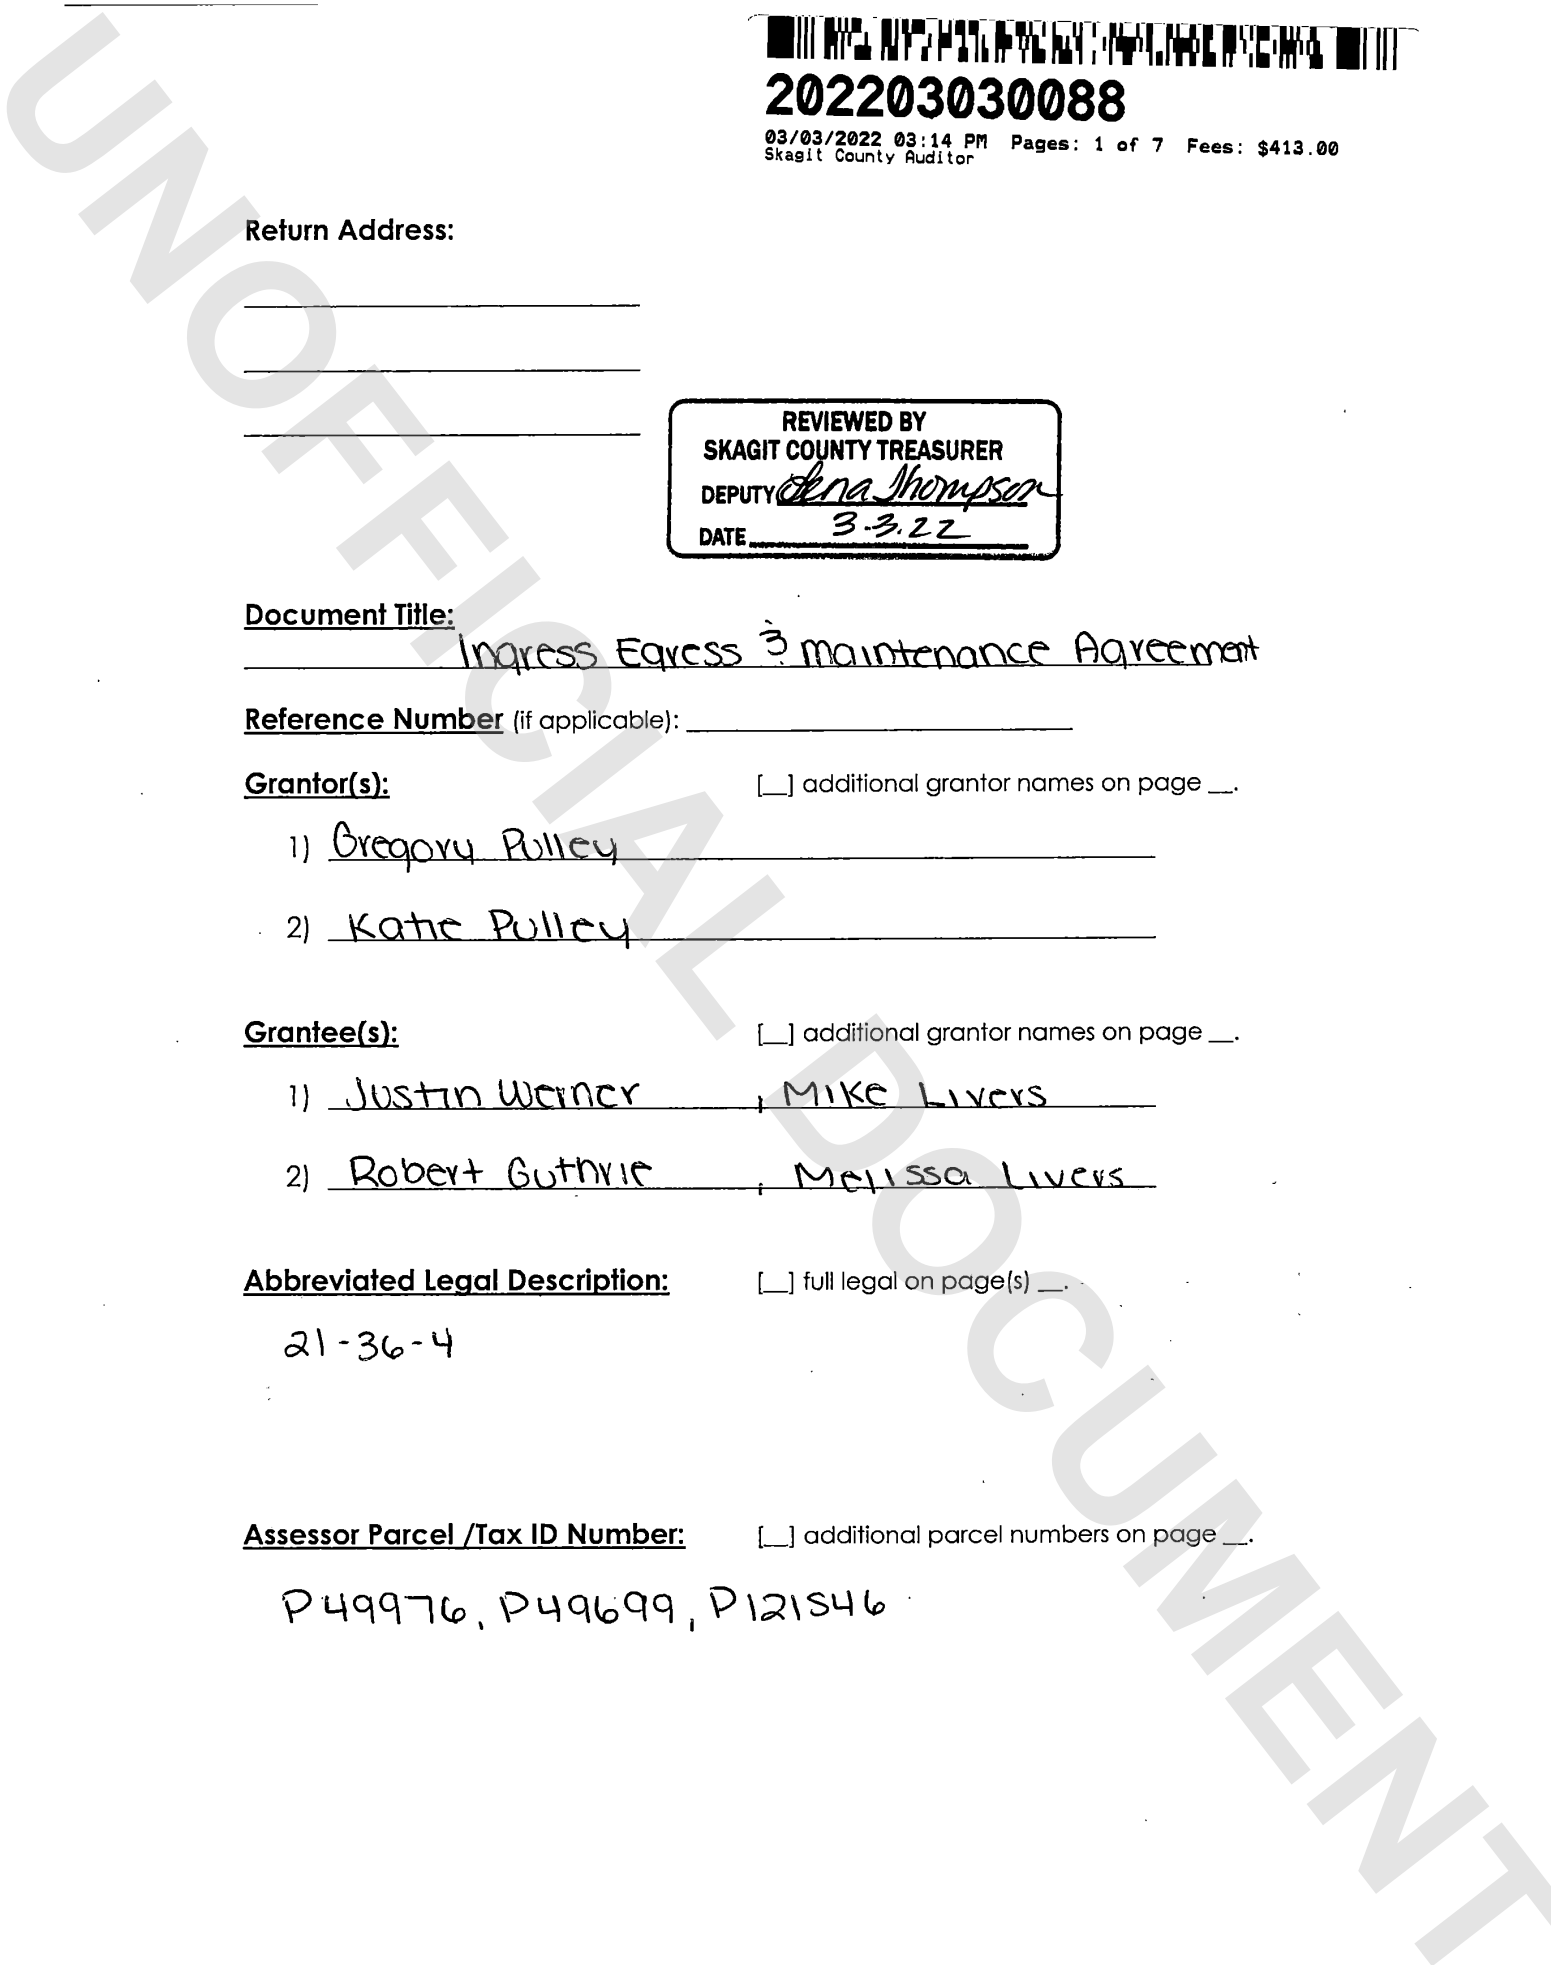 202203030088
03/03/2022 03:14 PM Pages: 1 of 7 Fees: $413.00
Skagit County Auditor
Return Address:
REVIEWED BY
SKAGIT COUNTY TREASURER
DEPUTY Lena Thompson
DATE 3.3.22
Document Title:
Ingress Egress & Maintenance Agreement
Reference Number (if applicable):
Grantor(s): [__] additional grantor names on page __.
1) Gregory Pulley
2) Katie Pulley
Grantee(s): [__] additional grantor names on page __.
1) Justin Weiner , Mike Livers
2) Robert Guthrie , Melissa Livers
Abbreviated Legal Description: [__] full legal on page(s) __.
21-36-4
Assessor Parcel /Tax ID Number: [__] additional parcel numbers on page __.
P49976, P49699, P121546
UNOFFICIAL DOCUMENT